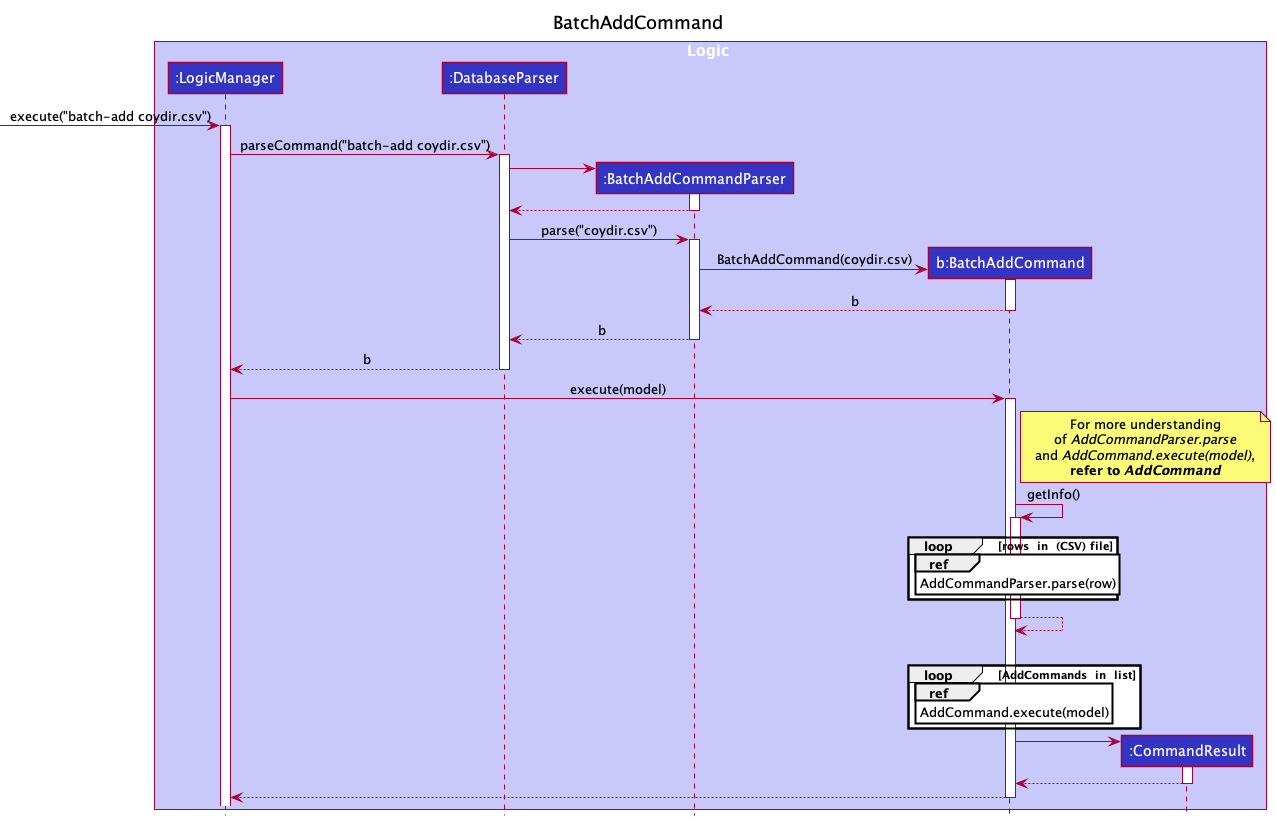 BatchAddCommand
Logic
:LogicManager
:DatabaseParser
execute("batch-add coydir.csv")
parseCommand("batch-add coydir.csv")
:BatchAddCommandParser
parse("coydir.csv")
BatchAddCommand(coydir.csv)
b:BatchAddCommand
b
b
b
execute(model)
For more understanding
of AddCommandParser.parse
and AddCommand.execute(model),
refer to AddCommand
getInfo()
loop [rows in (CSV) file]
ref
AddCommandParser.parse(row)
loop [AddCommands in list]
ref
AddCommand.execute(model)
:CommandResult